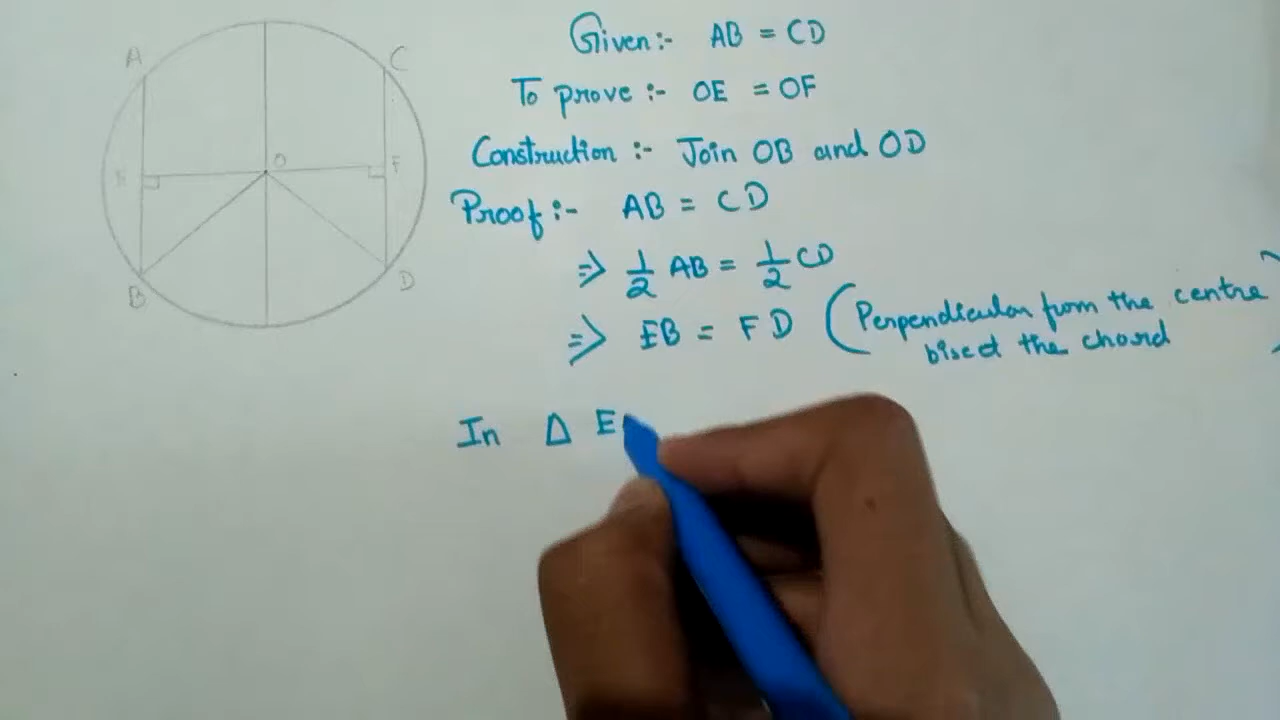 A
C
O
E
F
B
D
Given:- AB = CD
To prove :- OE = OF
Construction :- Join OB and OD
Proof :- AB = CD
⇒ 1/2 AB = 1/2 CD
⇒ EB = FD (Perpendicular from the centre
bisect the chord)
In Δ E